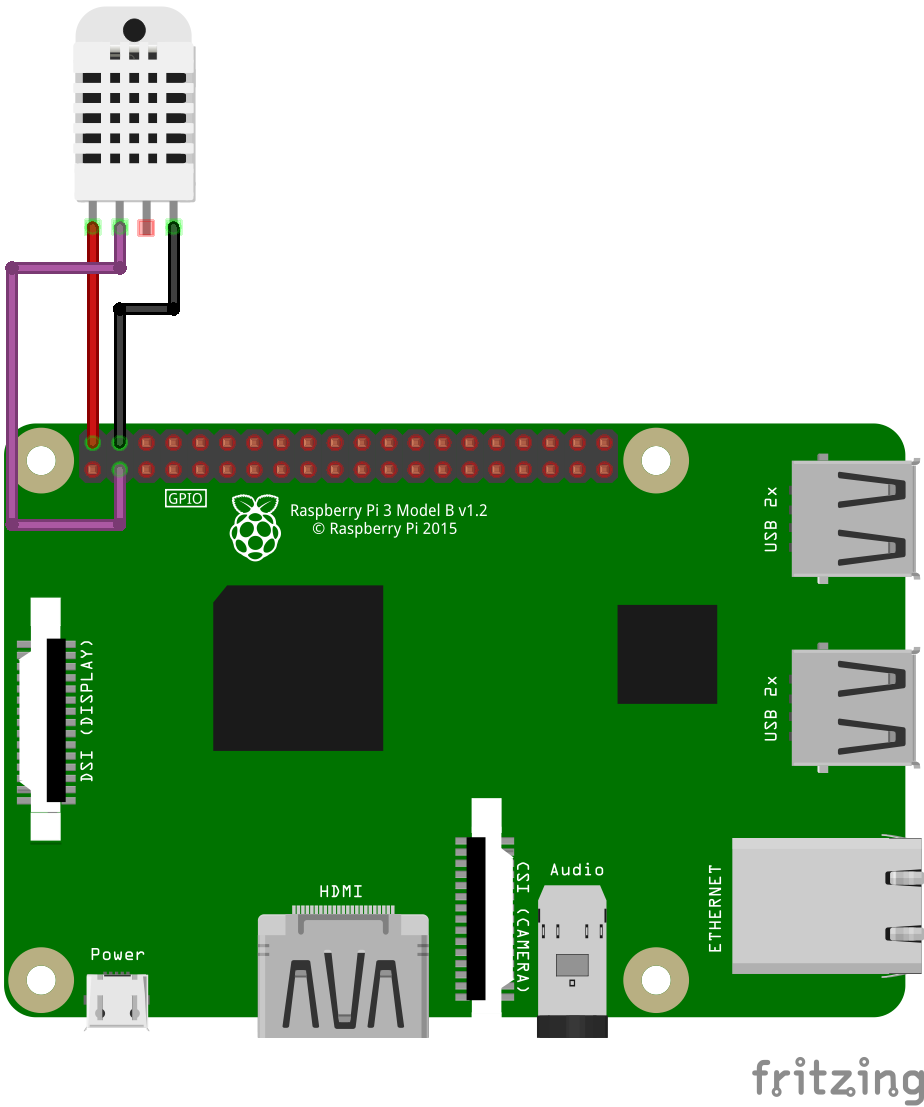 GPIO
Raspberry Pi 3 Model B v1.2
© Raspberry Pi 2015
USB 2x
DSI (DISPLAY)
USB 2x
CSI (CAMERA)
Audio
ETHERNET
HDMI
Power
fritzing